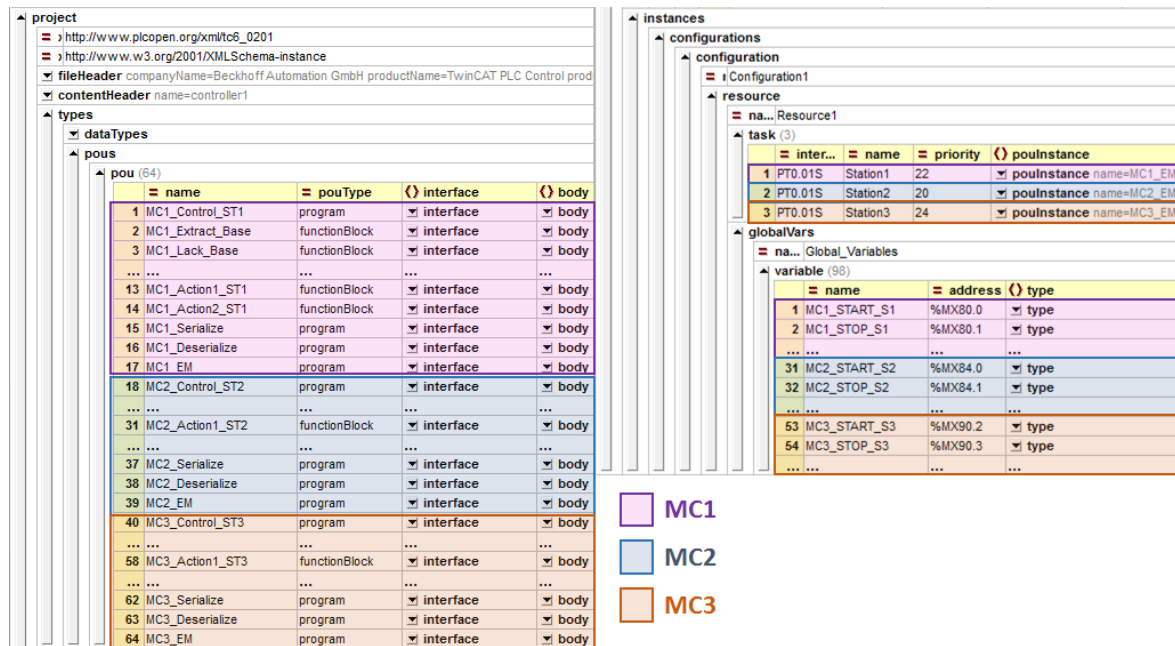 project
http://www.plcopen.org/xml/tc6_0201
http://www.w3.org/2001/XMLSchema-instance
fileHeader companyName=Beckhoff Automation GmbH productName=TwinCAT PLC Control prod
contentHeader name=controller1
types
dataTypes
pous
pou (64)
= name = pouType <> interface <> body
1 MC1_Control_ST1 program interface body
2 MC1_Extract_Base functionBlock interface body
3 MC1_Lack_Base functionBlock interface body
... ... ... ... ...
13 MC1_Action1_ST1 functionBlock interface body
14 MC1_Action2_ST1 functionBlock interface body
15 MC1_Serialize program interface body
16 MC1_Deserialize program interface body
17 MC1_EM program interface body
18 MC2_Control_ST2 program interface body
... ... ... ... ...
31 MC2_Action1_ST2 functionBlock interface body
... ... ... ... ...
37 MC2_Serialize program interface body
38 MC2_Deserialize program interface body
39 MC2_EM program interface body
40 MC3_Control_ST3 program interface body
... ... ... ... ...
58 MC3_Action1_ST3 functionBlock interface body
... ... ... ... ...
62 MC3_Serialize program interface body
63 MC3_Deserialize program interface body
64 MC3_EM program interface body
instances
configurations
configuration
Configuration1
resource
= na... Resource1
task (3)
= inter... = name = priority <> pouInstance
1 PT0.01S Station1 22 pouInstance name=MC1_EM
2 PT0.01S Station2 20 pouInstance name=MC2_EM
3 PT0.01S Station3 24 pouInstance name=MC3_EM
globalVars
= na... Global_Variables
variable (98)
= name = address <> type
1 MC1_START_S1 %MX80.0 type
2 MC1_STOP_S1 %MX80.1 type
... ... ... ...
31 MC2_START_S2 %MX84.0 type
32 MC2_STOP_S2 %MX84.1 type
... ... ... ...
53 MC3_START_S3 %MX90.2 type
54 MC3_STOP_S3 %MX90.3 type
... ... ... ...
MC1
MC2
MC3